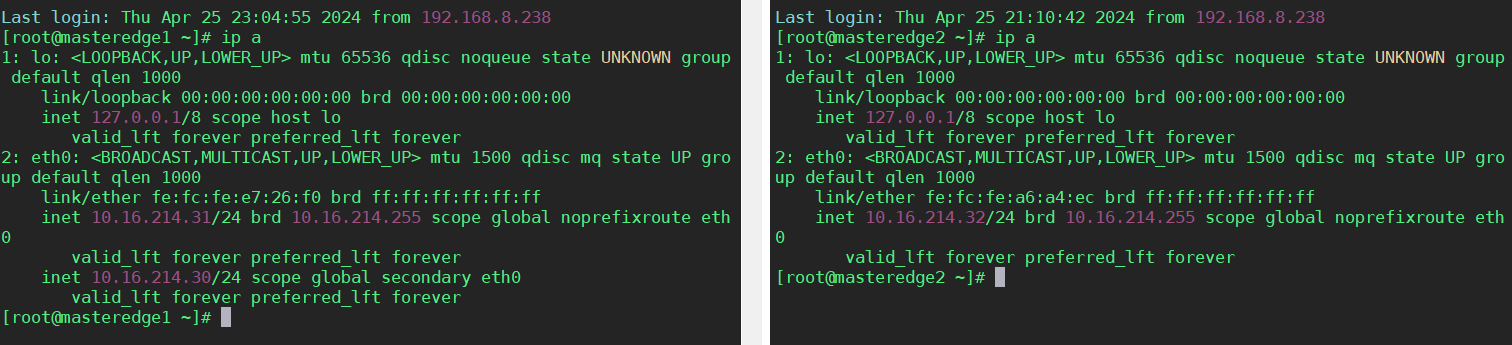 Last login: Thu Apr 25 23:04:55 2024 from 192.168.8.238
[root@masteredge1 ~]# ip a
1: lo: <LOOPBACK,UP,LOWER_UP> mtu 65536 qdisc noqueue state UNKNOWN group
 default qlen 1000
    link/loopback 00:00:00:00:00:00 brd 00:00:00:00:00:00
    inet 127.0.0.1/8 scope host lo
       valid_lft forever preferred_lft forever
2: eth0: <BROADCAST,MULTICAST,UP,LOWER_UP> mtu 1500 qdisc mq state UP gro
up default qlen 1000
    link/ether fe:fc:fe:e7:26:f0 brd ff:ff:ff:ff:ff:ff
    inet 10.16.214.31/24 brd 10.16.214.255 scope global noprefixroute eth
0
       valid_lft forever preferred_lft forever
    inet 10.16.214.30/24 scope global secondary eth0
       valid_lft forever preferred_lft forever
[root@masteredge1 ~]#
Last login: Thu Apr 25 21:10:42 2024 from 192.168.8.238
[root@masteredge2 ~]# ip a
1: lo: <LOOPBACK,UP,LOWER_UP> mtu 65536 qdisc noqueue state UNKNOWN group
 default qlen 1000
    link/loopback 00:00:00:00:00:00 brd 00:00:00:00:00:00
    inet 127.0.0.1/8 scope host lo
       valid_lft forever preferred_lft forever
2: eth0: <BROADCAST,MULTICAST,UP,LOWER_UP> mtu 1500 qdisc mq state UP gro
up default qlen 1000
    link/ether fe:fc:fe:a6:a4:ec brd ff:ff:ff:ff:ff:ff
    inet 10.16.214.32/24 brd 10.16.214.255 scope global noprefixroute eth
0
       valid_lft forever preferred_lft forever
[root@masteredge2 ~]#